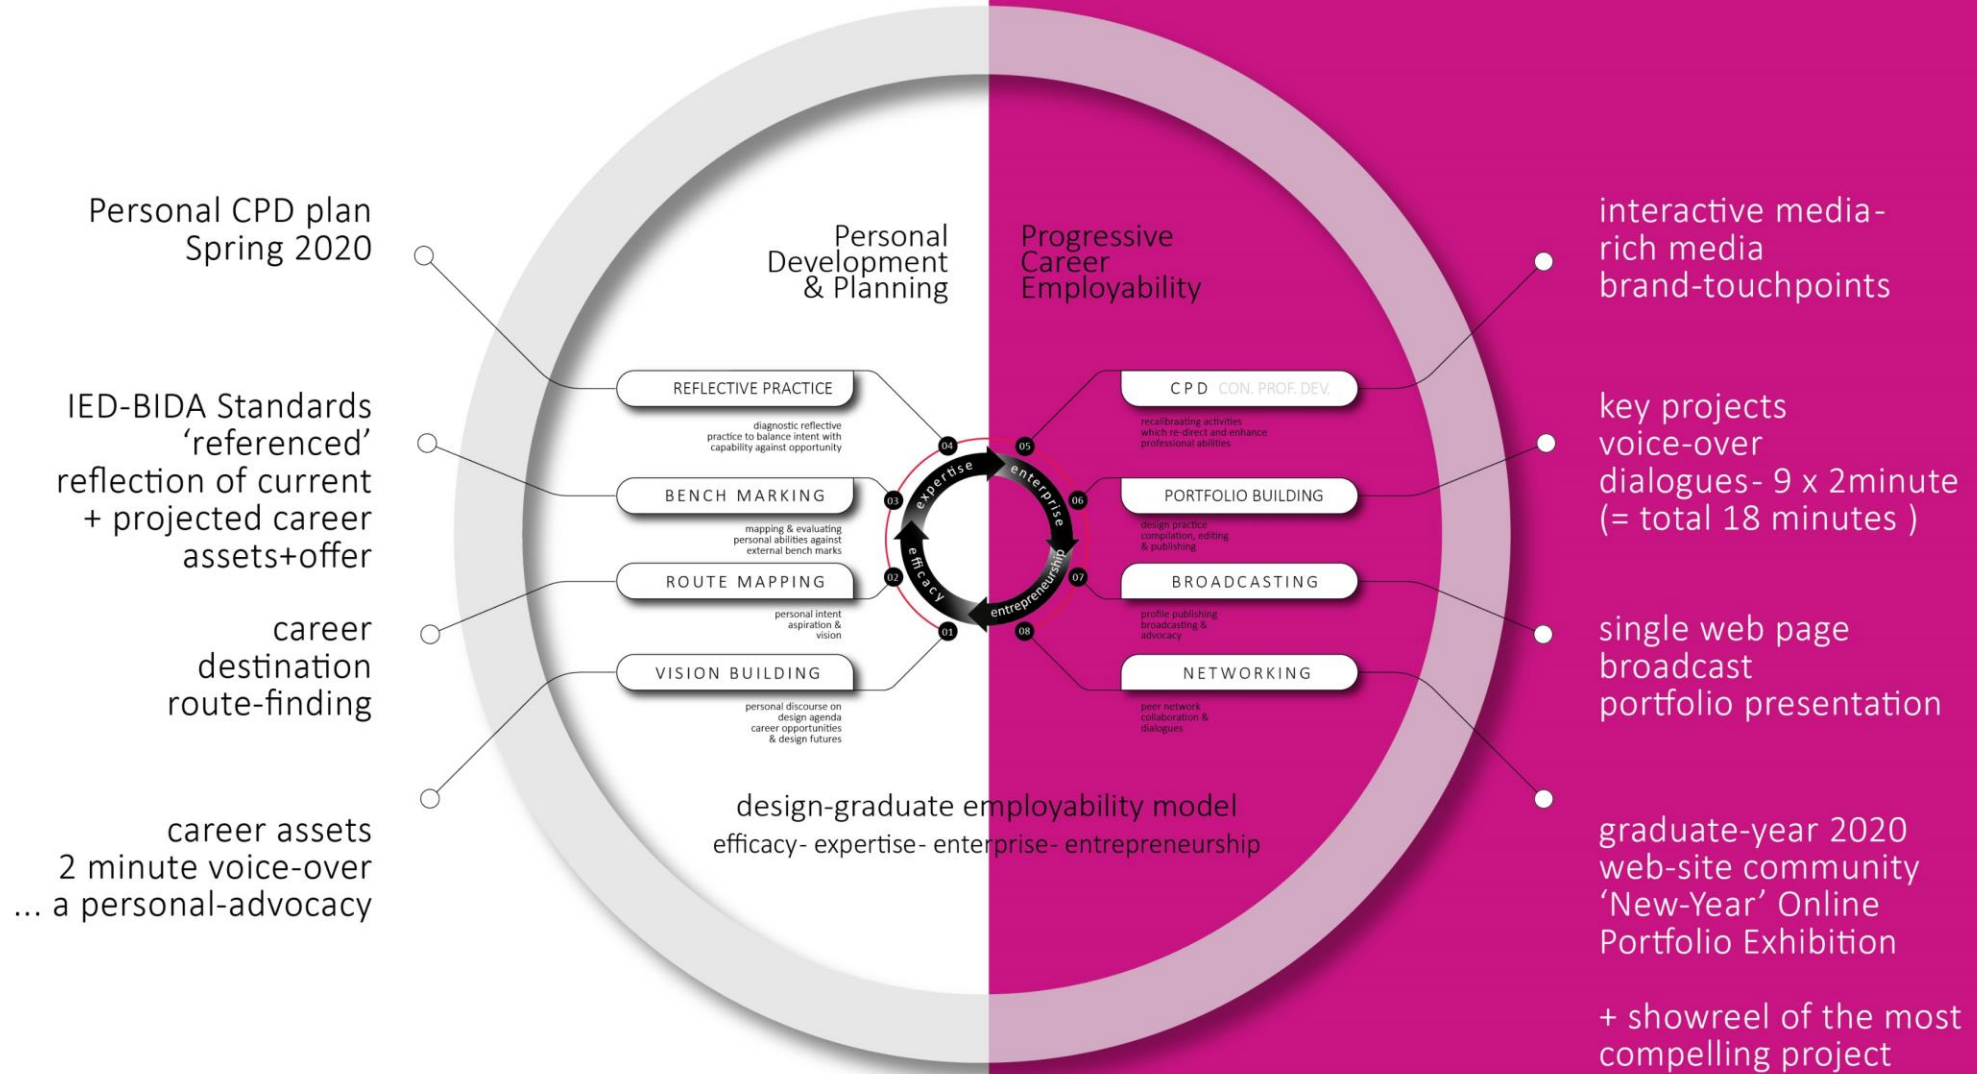 Personal CPD plan
Spring 2020
IED-BIDA Standards
‘referenced’
reflection of current
+ projected career
assets+offer
career
destination
route-finding
career assets
2 minute voice-over
... a personal-advocacy
Personal
Development
& Planning
REFLECTIVE PRACTICE
diagnostic reflective
practice to balance intent with
capability against opportunity
BENCH MARKING
mapping & evaluating
personal abilities against
external bench marks
ROUTE MAPPING
personal intent
aspiration &
vision
VISION BUILDING
personal discourse on
design agenda
career opportunities
& design futures
04
03
02
01
expertise
enterprise
efficacy
entrepreneurship
05
06
07
08
Progressive
Career
Employability
CPD CON. PROF. DEV.
recalibraating activities
which re-direct and enhance
professional abilities
PORTFOLIO BUILDING
design practice
compilation, editing
& publishing
BROADCASTING
profile publishing
broadcasting &
advocacy
NETWORKING
peer network
collaboration &
dialogues
design-graduate employability model
efficacy- expertise- enterprise- entrepreneurship
interactive media-
rich media
brand-touchpoints
key projects
voice-over
dialogues- 9 x 2minute
(= total 18 minutes )
single web page
broadcast
portfolio presentation
graduate-year 2020
web-site community
‘New-Year’ Online
Portfolio Exhibition
+ showreel of the most
compelling project